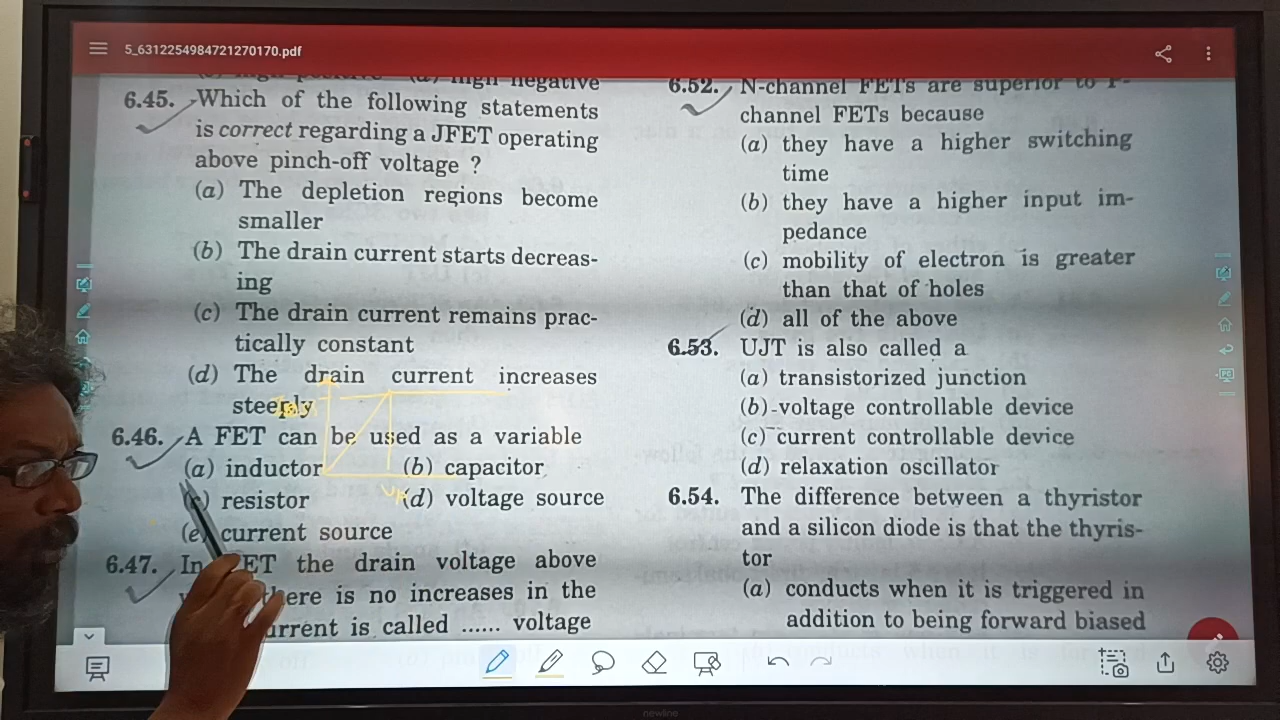 5_6312254984721270170.pdf
high negative
6.45. Which of the following statements
is correct regarding a JFET operating
above pinch-off voltage ?
(a) The depletion regions become
smaller
(b) The drain current starts decreas-
ing
(c) The drain current remains prac-
tically constant
(d) The drain current increases
steeply
6.46. A FET can be used as a variable
(a) inductor (b) capacitor
(c) resistor (d) voltage source
(e) current source
6.47. In FET the drain voltage above
there is no increases in the
current is called ...... voltage
6.52. N-channel FETs are superior to P-
channel FETs because
(a) they have a higher switching
time
(b) they have a higher input im-
pedance
(c) mobility of electron is greater
than that of holes
(d) all of the above
6.53. UJT is also called a
(a) transistorized junction
(b) voltage controllable device
(c) current controllable device
(d) relaxation oscillator
6.54. The difference between a thyristor
and a silicon diode is that the thyris-
tor
(a) conducts when it is triggered in
addition to being forward biased
newline